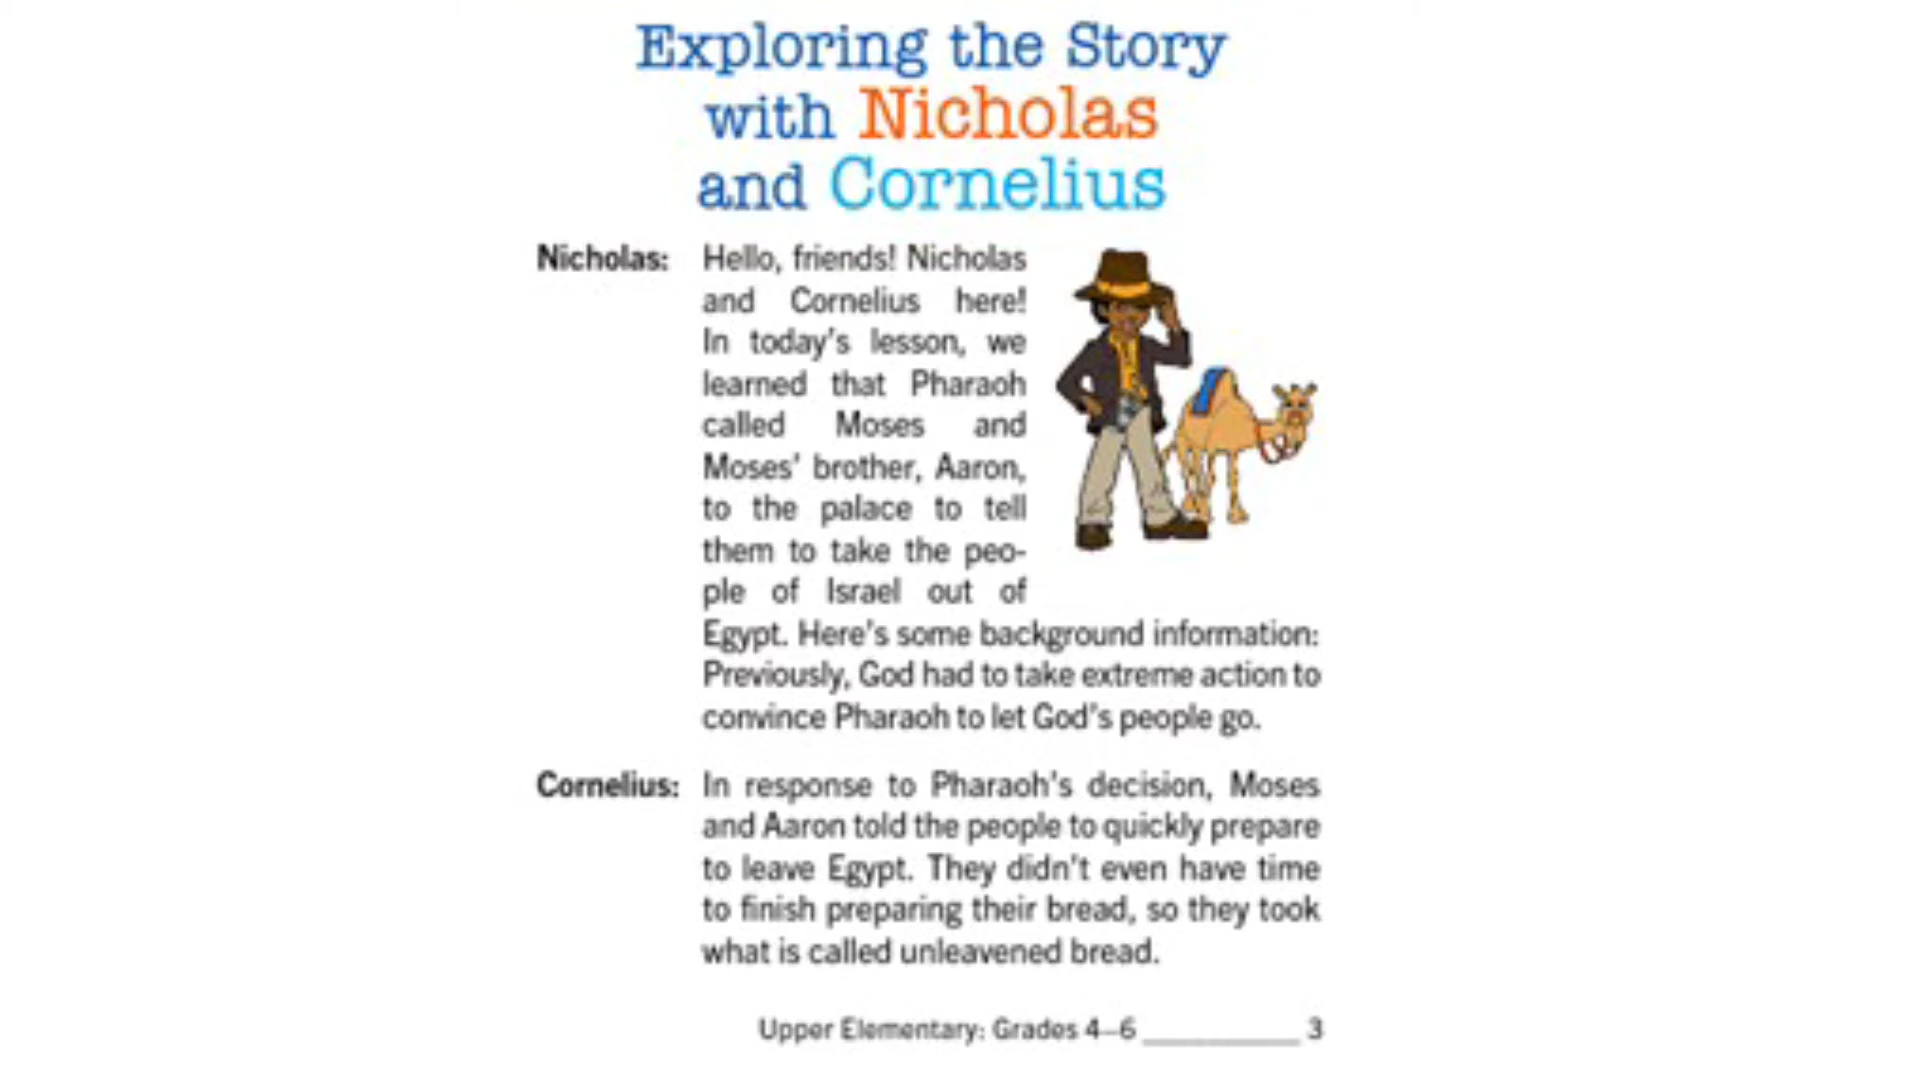 Exploring the Story
with Nicholas
and Cornelius
Nicholas: Hello, friends! Nicholas
and Cornelius here!
In today's lesson, we
learned that Pharaoh
called Moses and
Moses' brother, Aaron,
to the palace to tell
them to take the peo-
ple of Israel out of
Egypt. Here's some background information:
Previously, God had to take extreme action to
convince Pharaoh to let God's people go.
Cornelius: In response to Pharaoh's decision, Moses
and Aaron told the people to quickly prepare
to leave Egypt. They didn't even have time
to finish preparing their bread, so they took
what is called unleavened bread.
Upper Elementary: Grades 4–6 __________ 3